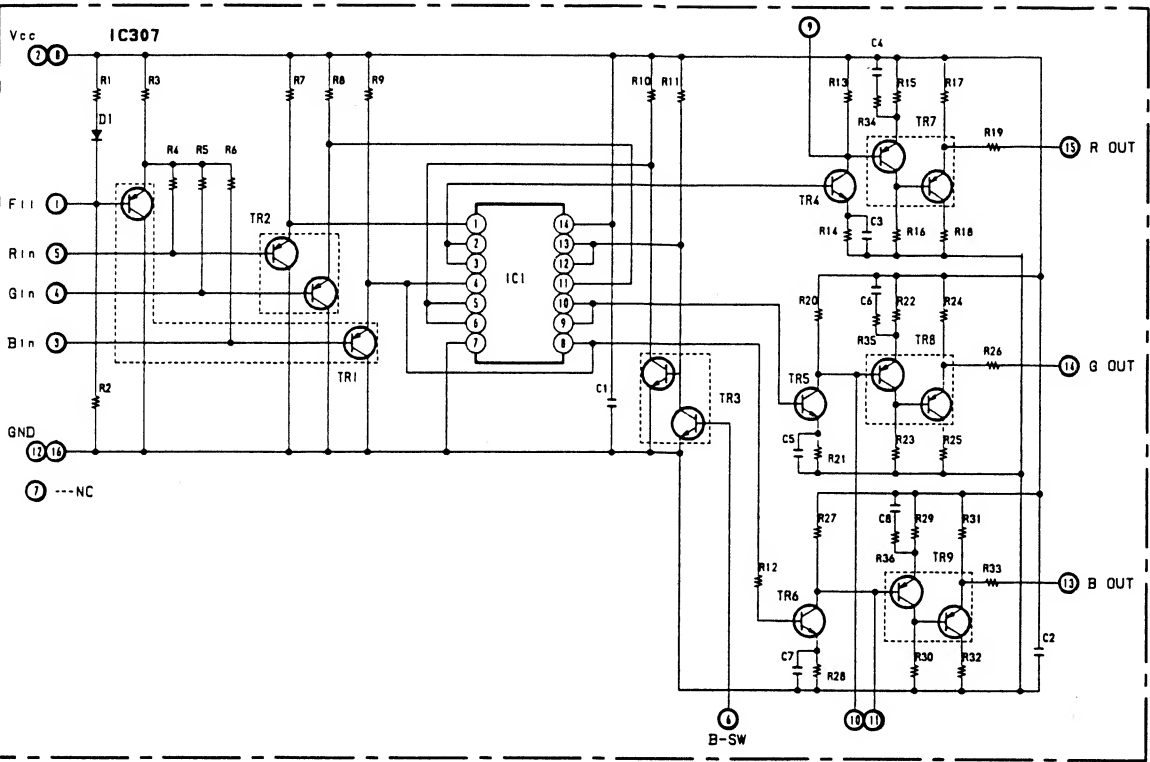 Vcc
IC307
2 8
9
C4
R1
R3
R7
R8
R9
R10
R11
R13
R15
R17
D1
R34
TR7
R4
R5
R6
R19
15
R OUT
Fil
1
TR2
TR4
C3
R14
R16
R18
Rin
5
Gin
4
Bin
3
TR1
1
2
3
4
5
6
7
IC1
14
13
12
11
10
9
8
R20
C6
R22
R24
R35
TR8
R26
14
G OUT
R2
C1
TR3
TR5
GND
12 16
C5
R21
R23
R25
7 ---NC
R27
C8
R29
R31
R36
TR9
R12
R33
13
B OUT
TR6
C7
R28
R30
R32
C2
6
B-SW
10 11